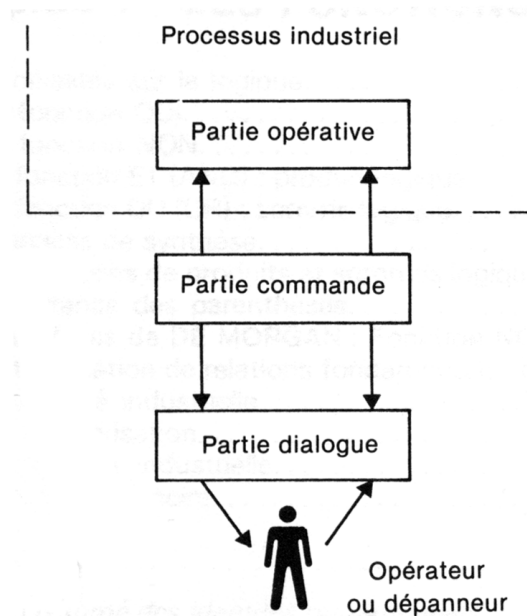 Processus industriel
Partie opérative
Partie commande
Partie dialogue
Opérateur
ou dépanneur